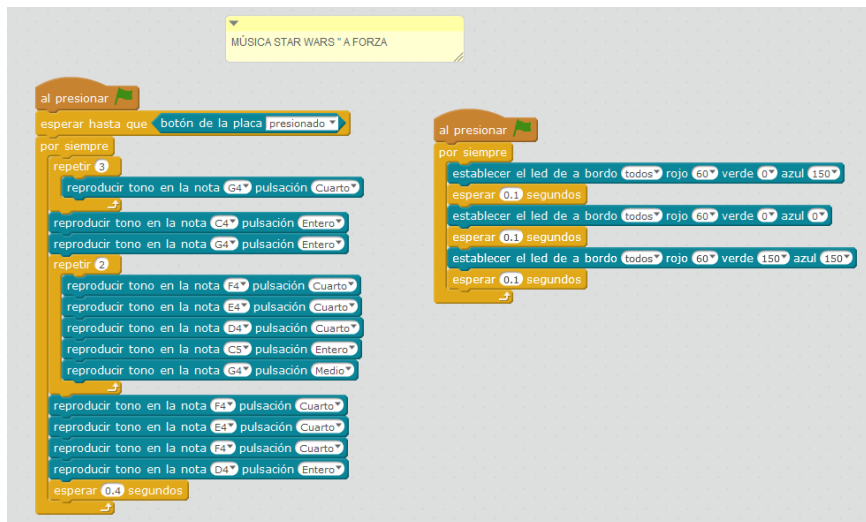 MÚSICA STAR WARS " A FORZA
al presionar
esperar hasta que botón de la placa presionado
por siempre
repetir 3
reproducir tono en la nota G4 pulsación Cuarto
reproducir tono en la nota C4 pulsación Entero
reproducir tono en la nota G4 pulsación Entero
repetir 2
reproducir tono en la nota F4 pulsación Cuarto
reproducir tono en la nota E4 pulsación Cuarto
reproducir tono en la nota D4 pulsación Cuarto
reproducir tono en la nota C5 pulsación Entero
reproducir tono en la nota G4 pulsación Medio
reproducir tono en la nota F4 pulsación Cuarto
reproducir tono en la nota E4 pulsación Cuarto
reproducir tono en la nota F4 pulsación Cuarto
reproducir tono en la nota D4 pulsación Entero
esperar 0.4 segundos
al presionar
por siempre
establecer el led de a bordo todos rojo 60 verde 0 azul 150
esperar 0.1 segundos
establecer el led de a bordo todos rojo 60 verde 0 azul 0
esperar 0.1 segundos
establecer el led de a bordo todos rojo 60 verde 150 azul 150
esperar 0.1 segundos